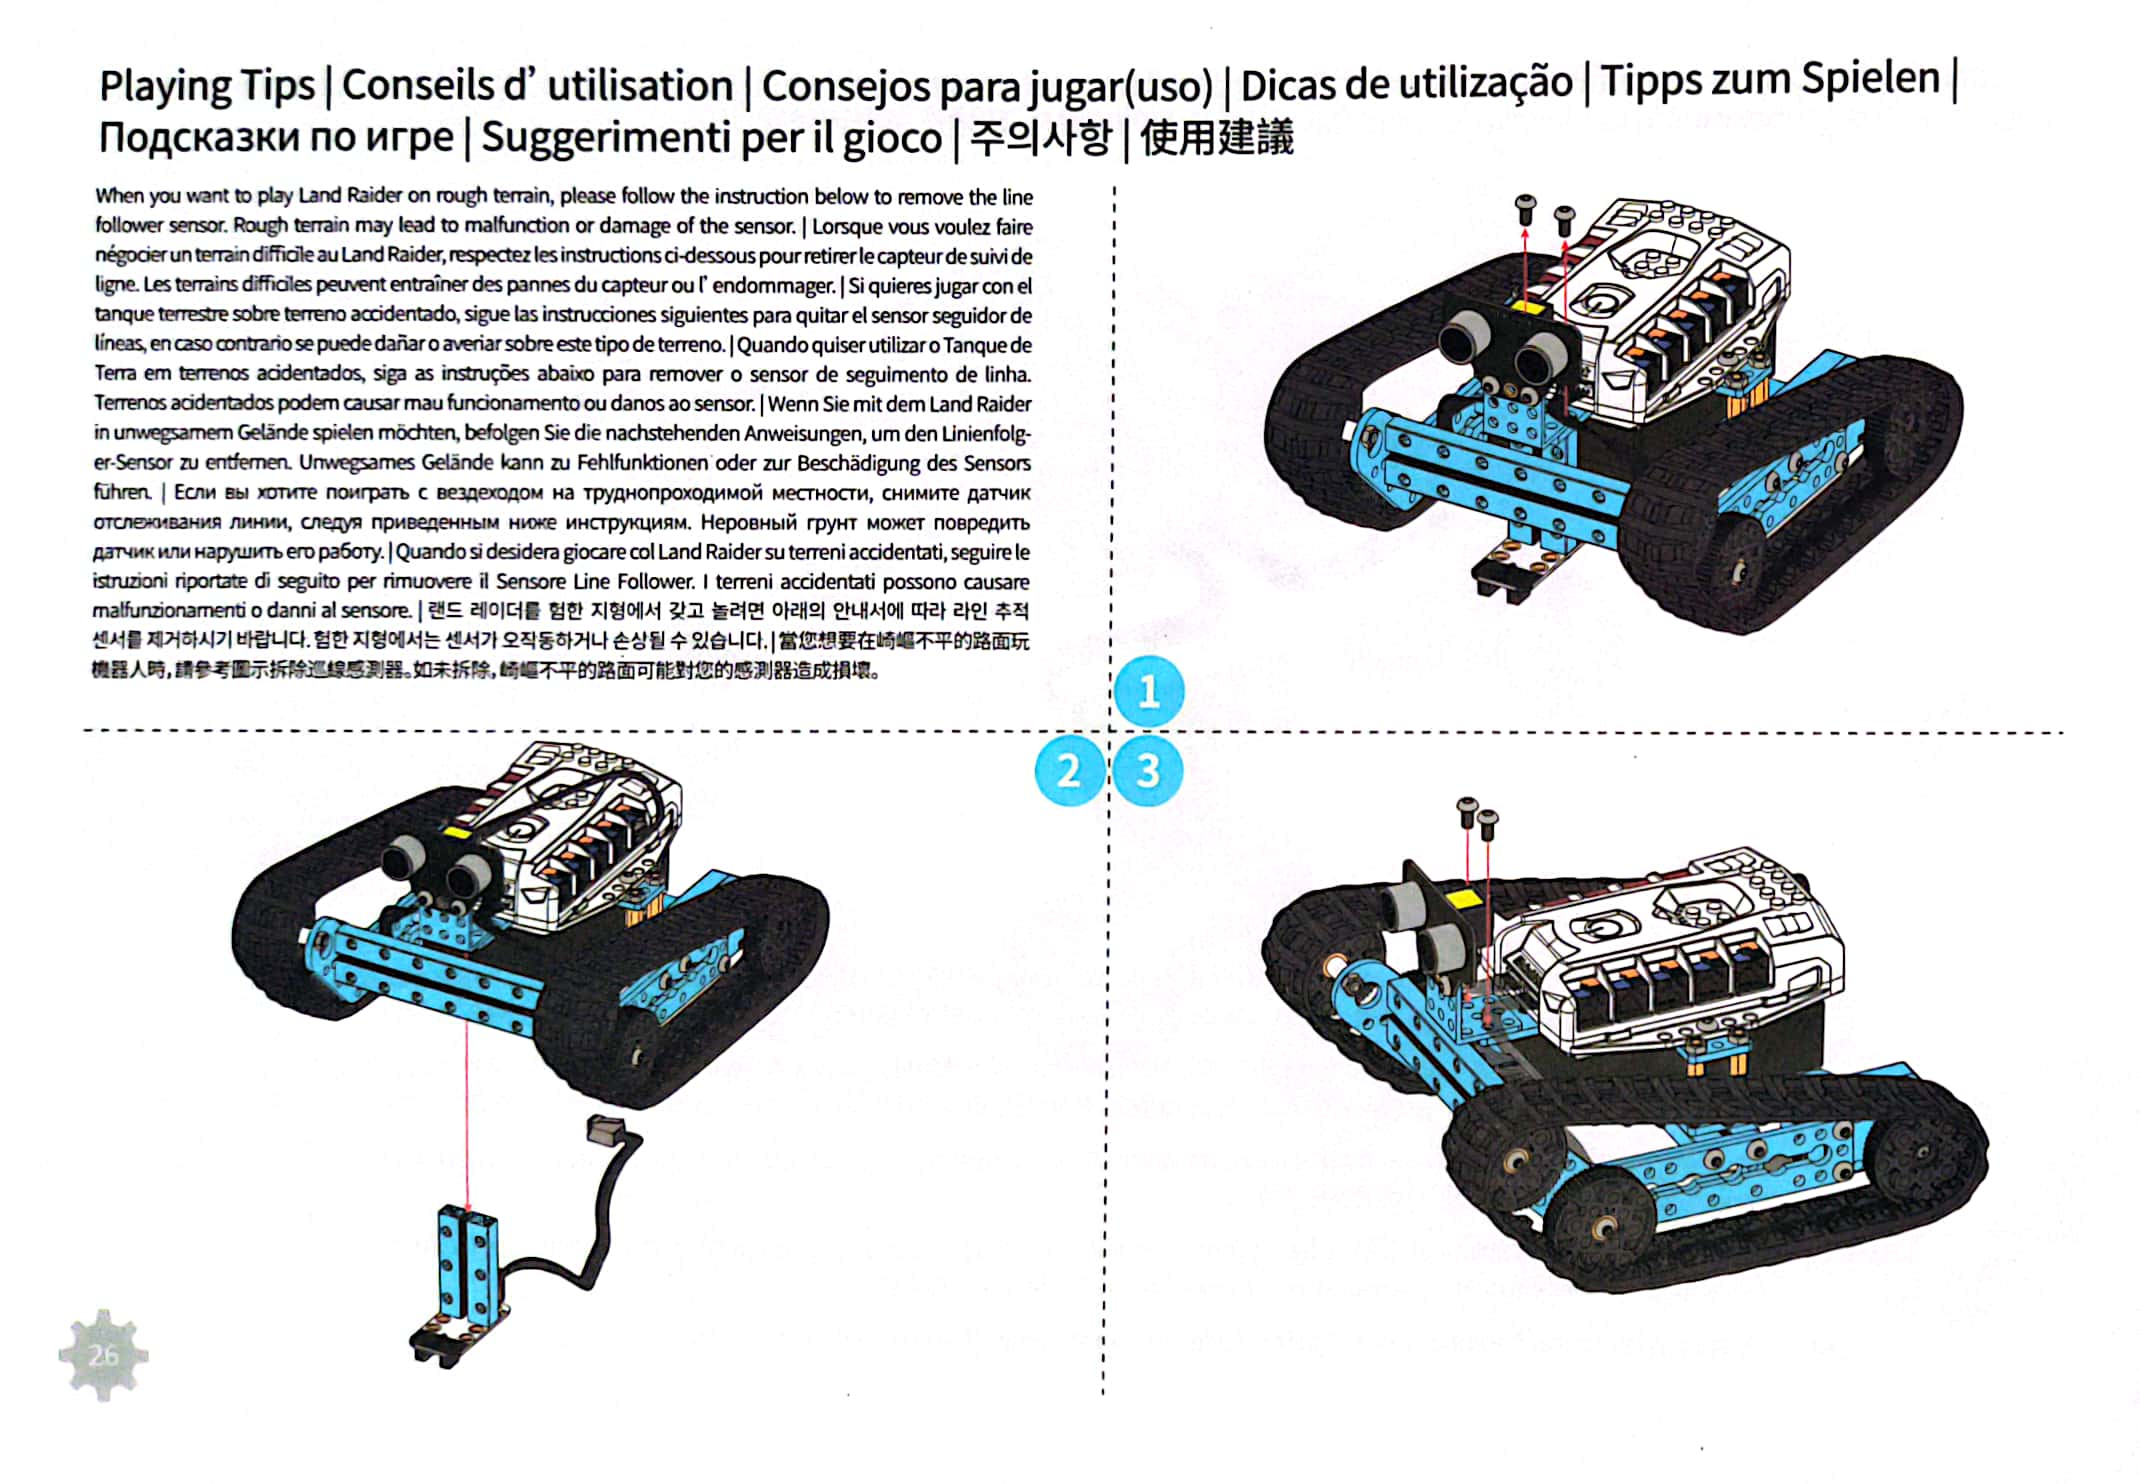 Playing Tips | Conseils d’ utilisation | Consejos para jugar(uso) | Dicas de utilização | Tipps zum Spielen |
Подсказки по игре | Suggerimenti per il gioco | 주의사항 | 使用建議
When you want to play Land Raider on rough terrain, please follow the instruction below to remove the line
follower sensor. Rough terrain may lead to malfunction or damage of the sensor. | Lorsque vous voulez faire
négocier un terrain difficile au Land Raider, respectez les instructions ci-dessous pour retirer le capteur de suivi de
ligne. Les terrains difficiles peuvent entraîner des pannes du capteur ou l’ endommager. | Si quieres jugar con el
tanque terrestre sobre terreno accidentado, sigue las instrucciones siguientes para quitar el sensor seguidor de
líneas, en caso contrario se puede dañar o averiar sobre este tipo de terreno. | Quando quiser utilizar o Tanque de
Terra em terrenos acidentados, siga as instruções abaixo para remover o sensor de seguimento de linha.
Terrenos acidentados podem causar mau funcionamento ou danos ao sensor. | Wenn Sie mit dem Land Raider
in unwegsamem Gelände spielen möchten, befolgen Sie die nachstehenden Anweisungen, um den Linienfolg-
er-Sensor zu entfernen. Unwegsames Gelände kann zu Fehlfunktionen oder zur Beschädigung des Sensors
führen. | Если вы хотите поиграть с вездеходом на труднопроходимой местности, снимите датчик
отслеживания линии, следуя приведенным ниже инструкциям. Неровный грунт может повредить
датчик или нарушить его работу. | Quando si desidera giocare col Land Raider su terreni accidentati, seguire le
istruzioni riportate di seguito per rimuovere il Sensore Line Follower. I terreni accidentati possono causare
malfunzionamenti o danni al sensore. | 랜드 레이더를 험한 지형에서 갖고 놀려면 아래의 안내서에 따라 라인 추적
센서를 제거하시기 바랍니다. 험한 지형에서는 센서가 오작동하거나 손상될 수 있습니다. | 當您想要在崎嶇不平的路面玩
機器人時, 請參考圖示拆除巡線感測器。如未拆除, 崎嶇不平的路面可能對您的感測器造成損壞。
1
2
3
26